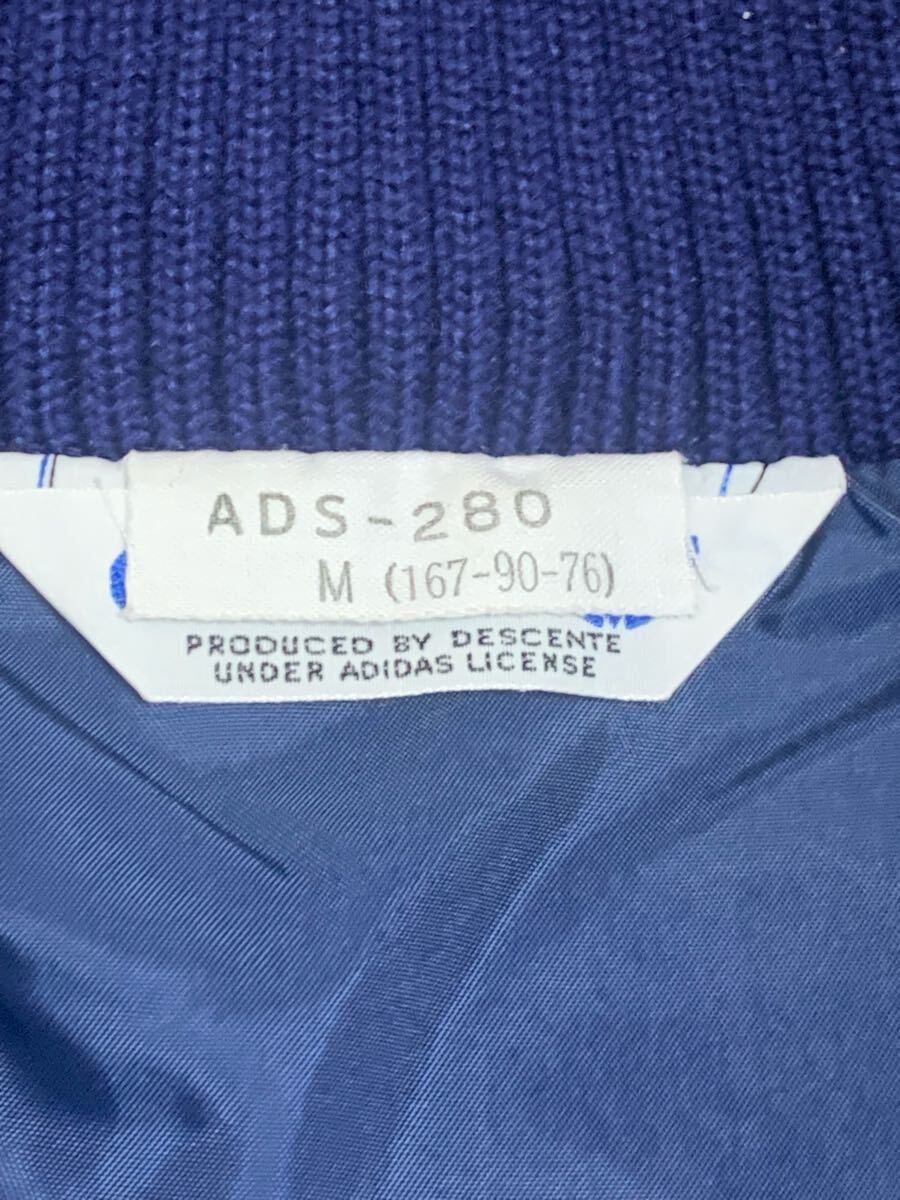 ADS-280
M (167-90-76)
PRODUCED BY DESCENTE
UNDER ADIDAS LICENSE